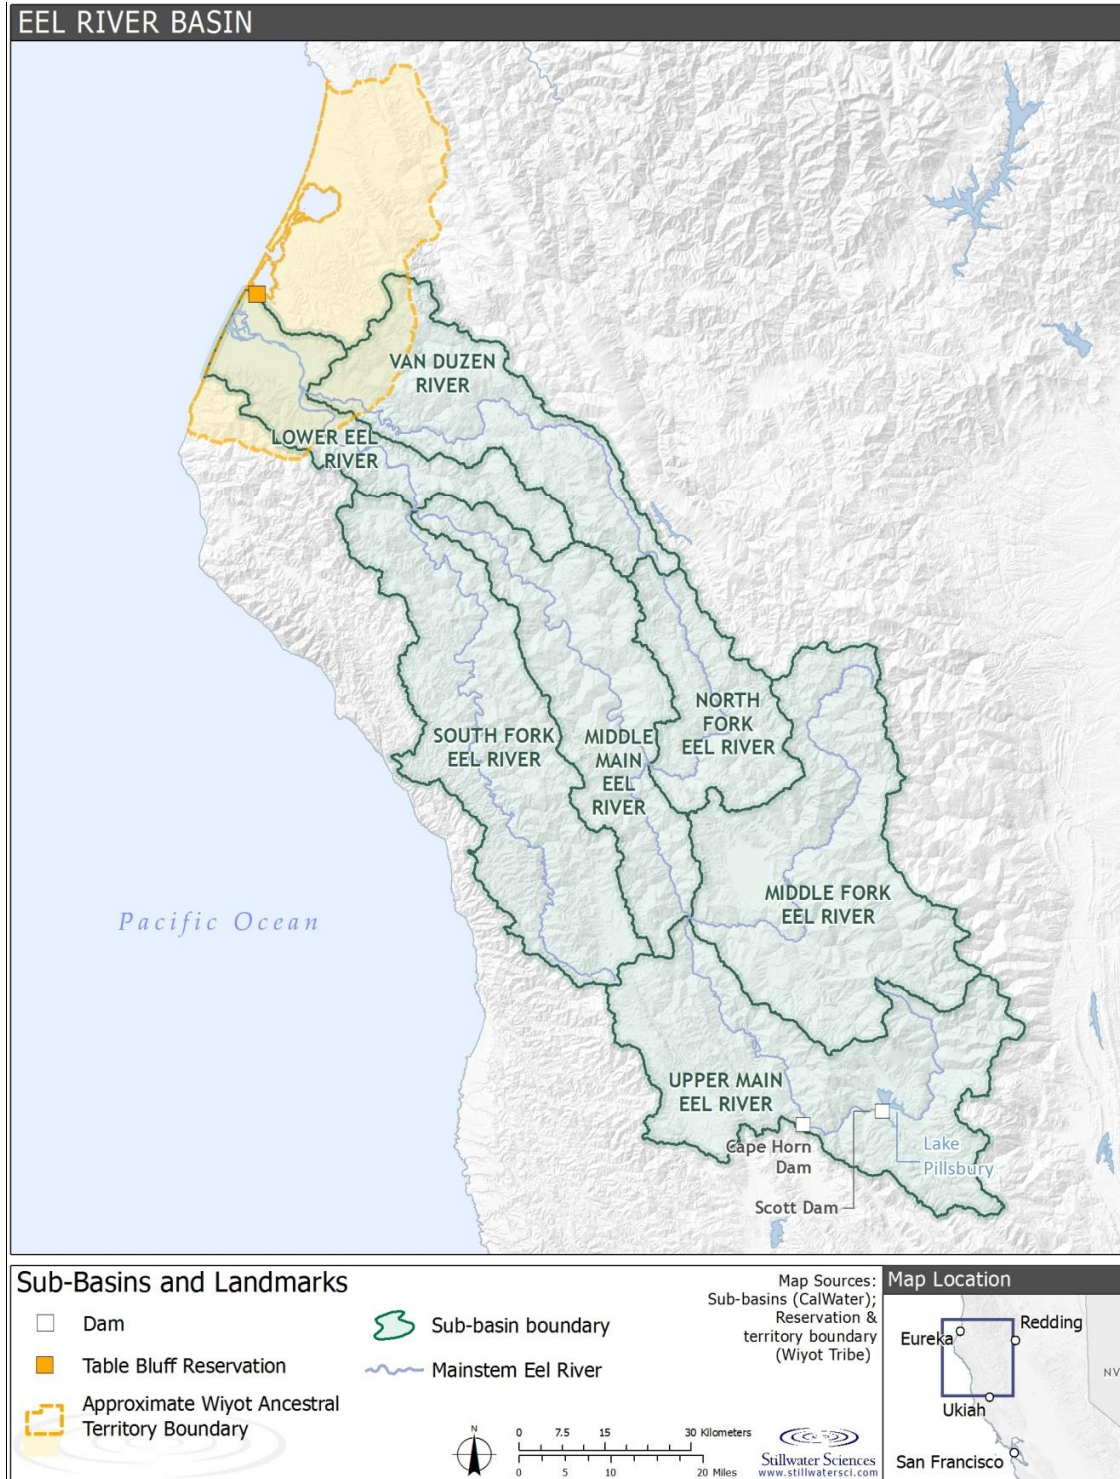 EEL RIVER BASIN
VAN DUZEN
RIVER
LOWER EEL
RIVER
NORTH
FORK
EEL RIVER
SOUTH FORK
EEL RIVER
MIDDLE
MAIN
EEL
RIVER
MIDDLE FORK
EEL RIVER
Pacific Ocean
UPPER MAIN
EEL RIVER
Cape Horn
Dam
Lake
Pillsbury
Scott Dam
Sub-Basins and Landmarks
Dam
Table Bluff Reservation
Approximate Wiyot Ancestral
Territory Boundary
Sub-basin boundary
Mainstem Eel River
Map Sources:
Sub-basins (CalWater);
Reservation &
territory boundary
(Wiyot Tribe)
N
0 7.5 15 30 Kilometers
0 5 10 20 Miles
Stillwater Sciences
www.stillwatersci.com
Map Location
Redding
Eureka
NV
Ukiah
San Francisco